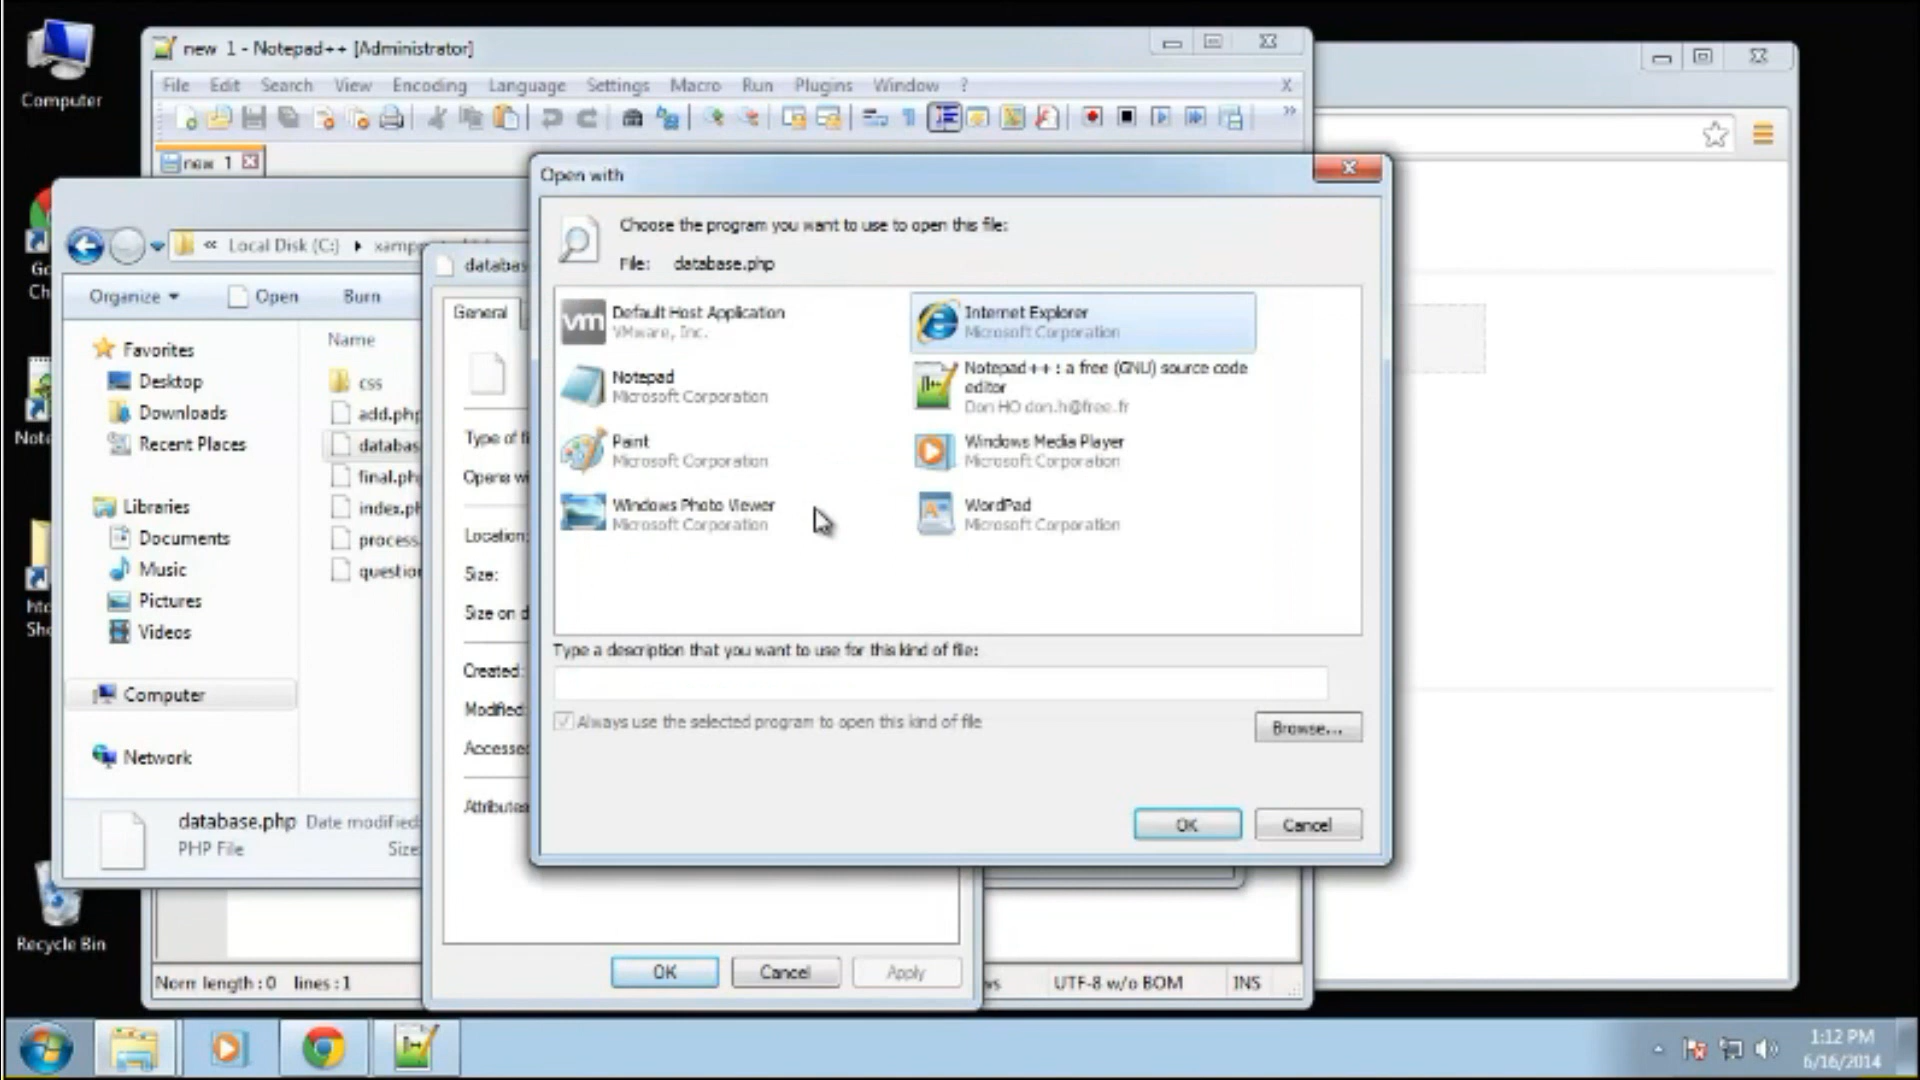 Computer
new 1 - Notepad++ [Administrator]
File Edit Search View Encoding Language Settings Macro Run Plugins Window ? X
new 1
Open with
Choose the program you want to use to open this file:
File: database.php
Default Host Application
VMware, Inc.
Internet Explorer
Microsoft Corporation
Notepad
Microsoft Corporation
Notepad++ : a free (GNU) source code
editor
Don HO don.h@free.fr
Paint
Microsoft Corporation
Windows Media Player
Microsoft Corporation
Windows Photo Viewer
Microsoft Corporation
WordPad
Microsoft Corporation
Type a description that you want to use for this kind of file:
Always use the selected program to open this kind of file
Browse...
OK Cancel
« Local Disk (C:) xampp
Organize Open Burn
Favorites
Desktop
Downloads
Recent Places
Libraries
Documents
Music
Pictures
Videos
Computer
Network
Name
css
add.php
databas
final.ph
index.ph
process.
question
database.php Date modified:
PHP File Size:
databas
General
Type of fi
Opens wi
Location:
Size:
Size on d
Created:
Modified:
Accessed
Attributes
OK Cancel Apply
Go
Ch
Note
htd
Sho
Recycle Bin
Norm length : 0 lines : 1
ws UTF-8 w/o BOM INS
1:12 PM
6/16/2014